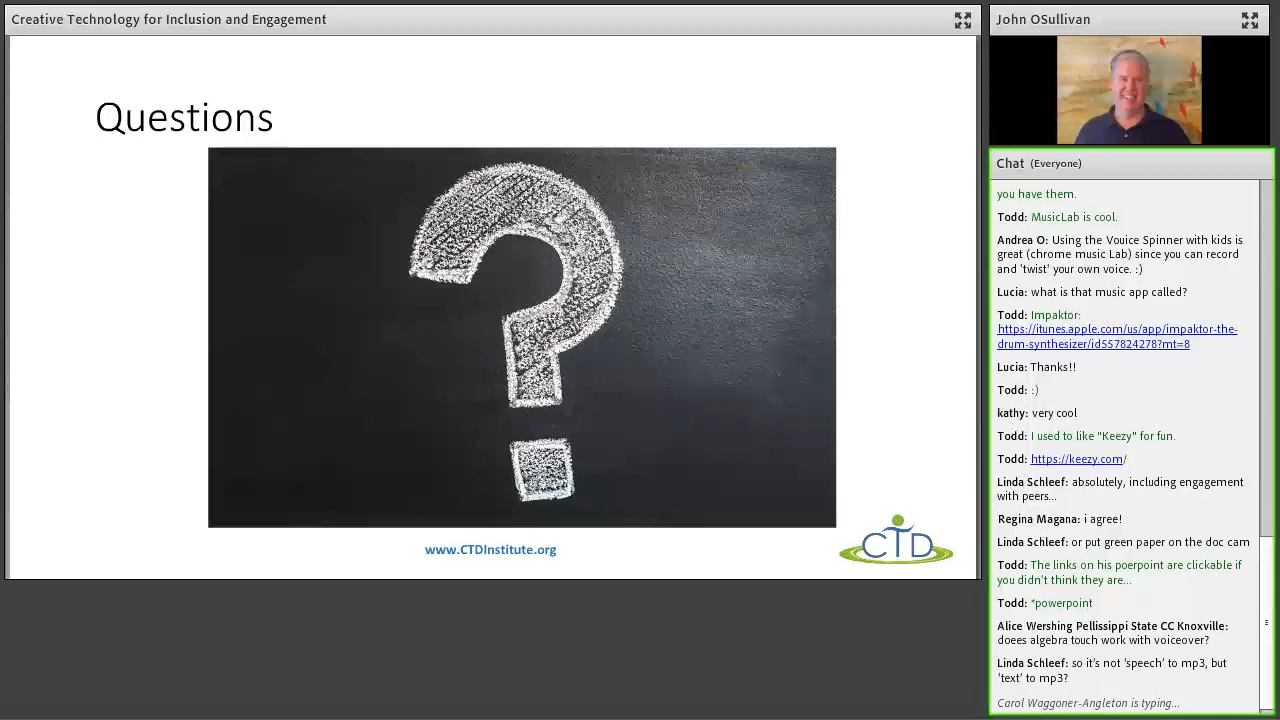 Creative Technology for Inclusion and Engagement
Questions
www.CTDInstitute.org
CTD
John OSullivan
Chat (Everyone)
you have them.
Todd: MusicLab is cool.
Andrea O: Using the Vouice Spinner with kids is
great (chrome music Lab) since you can record
and 'twist' your own voice. :)
Lucia: what is that music app called?
Todd: Impaktor:
https://itunes.apple.com/us/app/impaktor-the-
drum-synthesizer/id557824278?mt=8
Lucia: Thanks!!
Todd: :)
kathy: very cool
Todd: I used to like "Keezy" for fun.
Todd: https://keezy.com/
Linda Schleef: absolutely, including engagement
with peers...
Regina Magana: i agree!
Linda Schleef: or put green paper on the doc cam
Todd: The links on his poerpoint are clickable if
you didn't think they are...
Todd: *powerpoint
Alice Wershing Pellissippi State CC Knoxville:
doees algebra touch work with voiceover?
Linda Schleef: so it's not 'speech' to mp3, but
'text' to mp3?
Carol Waggoner-Angleton is typing...